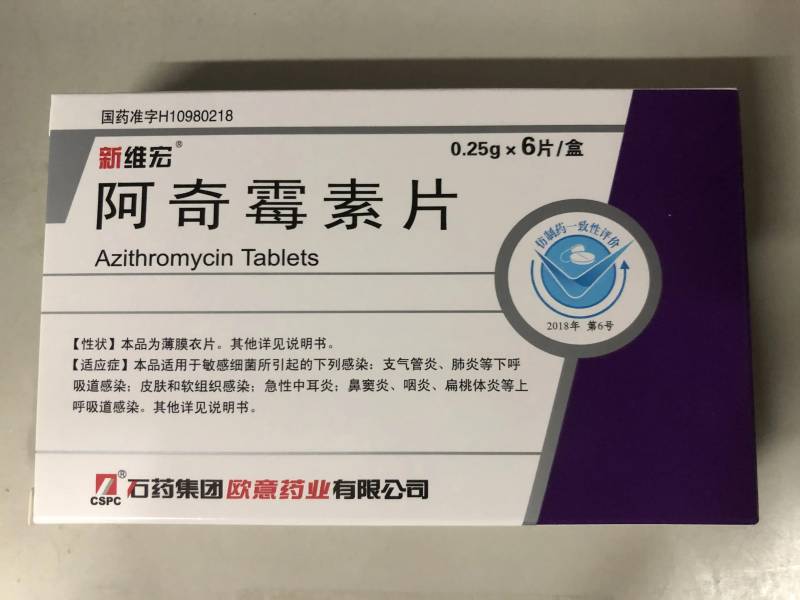 国药准字H10980218
新维宏®
0.25g×6片/盒
阿奇霉素片
Azithromycin Tablets
仿制药一致性评价
2018年 第6号
【性状】本品为薄膜衣片。其他详见说明书。
【适应症】本品适用于敏感细菌所引起的下列感染：支气管炎、肺炎等下呼
吸道感染；皮肤和软组织感染；急性中耳炎；鼻窦炎、咽炎、扁桃体炎等上
呼吸道感染。其他详见说明书。
CSPC® 石药集团欧意药业有限公司